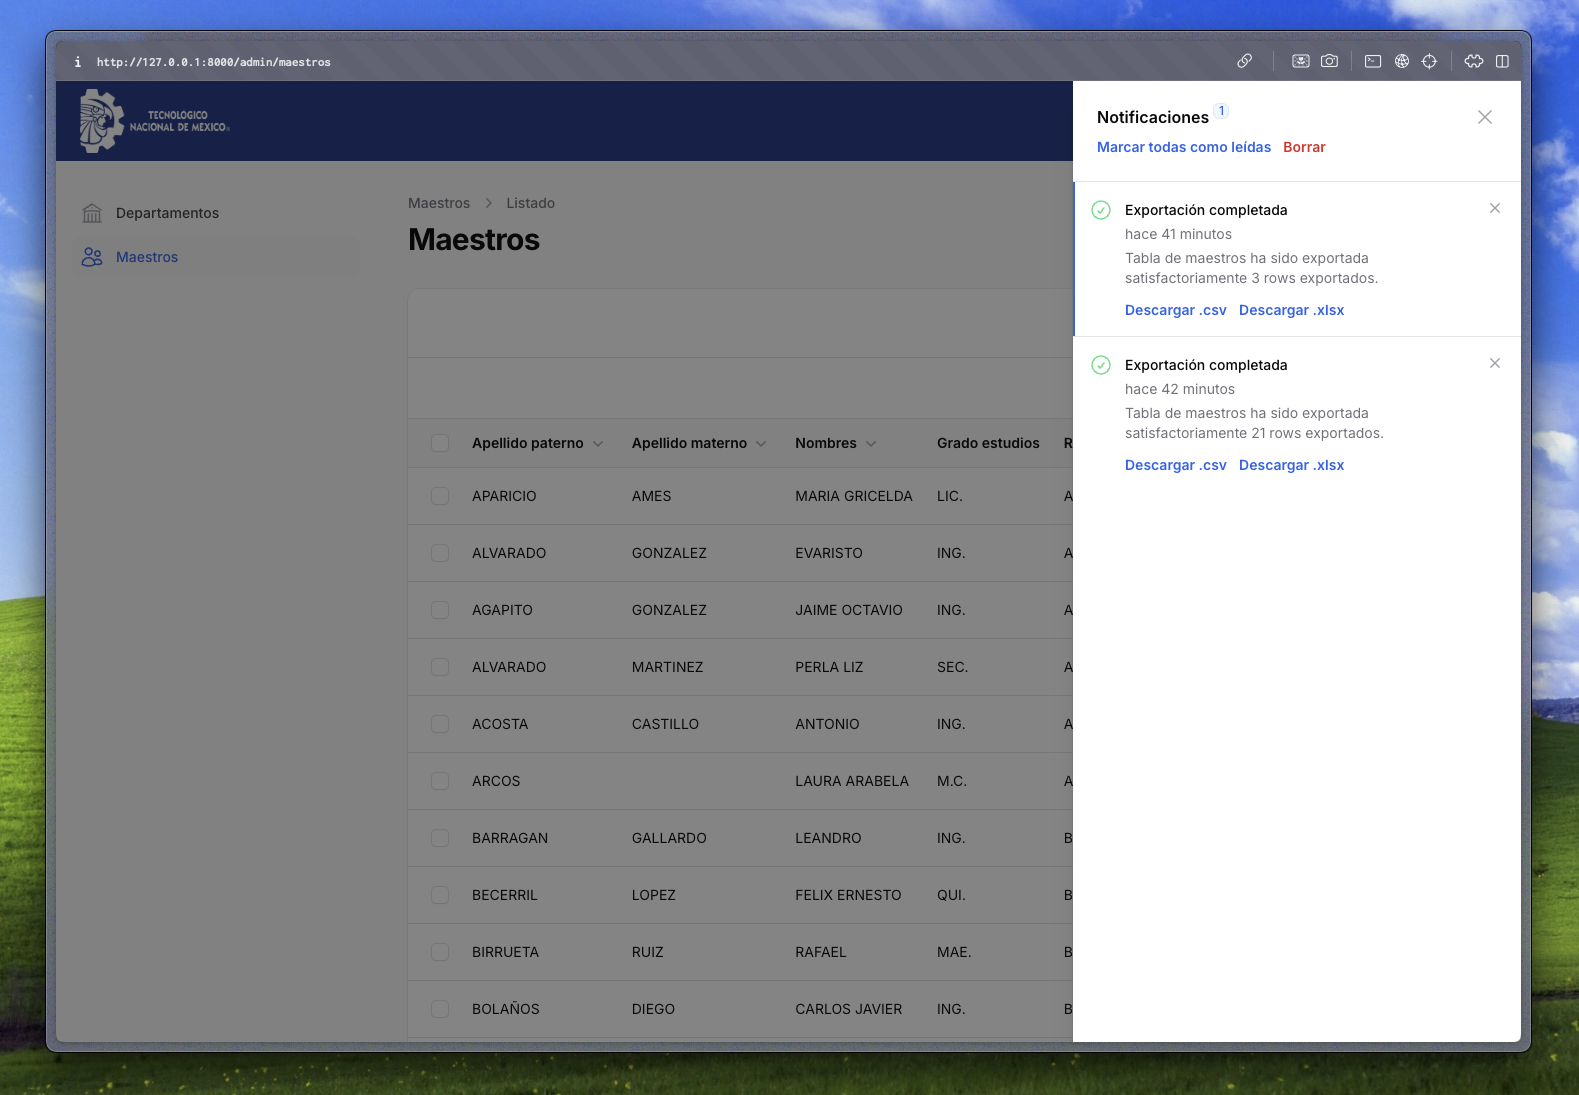 http://127.0.0.1:8000/admin/maestros
TECNOLÓGICO
NACIONAL DE MÉXICO®
Departamentos
Maestros
Maestros > Listado
Maestros
Apellido paterno Apellido materno Nombres Grado estudios R
APARICIO AMES MARIA GRICELDA LIC. A
ALVARADO GONZALEZ EVARISTO ING. A
AGAPITO GONZALEZ JAIME OCTAVIO ING. A
ALVARADO MARTINEZ PERLA LIZ SEC. A
ACOSTA CASTILLO ANTONIO ING. A
ARCOS LAURA ARABELA M.C. A
BARRAGAN GALLARDO LEANDRO ING. B
BECERRIL LOPEZ FELIX ERNESTO QUI. B
BIRRUETA RUIZ RAFAEL MAE. B
BOLAÑOS DIEGO CARLOS JAVIER ING. B
Notificaciones 1
Marcar todas como leídas Borrar
Exportación completada
hace 41 minutos
Tabla de maestros ha sido exportada
satisfactoriamente 3 rows exportados.
Descargar .csv Descargar .xlsx
Exportación completada
hace 42 minutos
Tabla de maestros ha sido exportada
satisfactoriamente 21 rows exportados.
Descargar .csv Descargar .xlsx